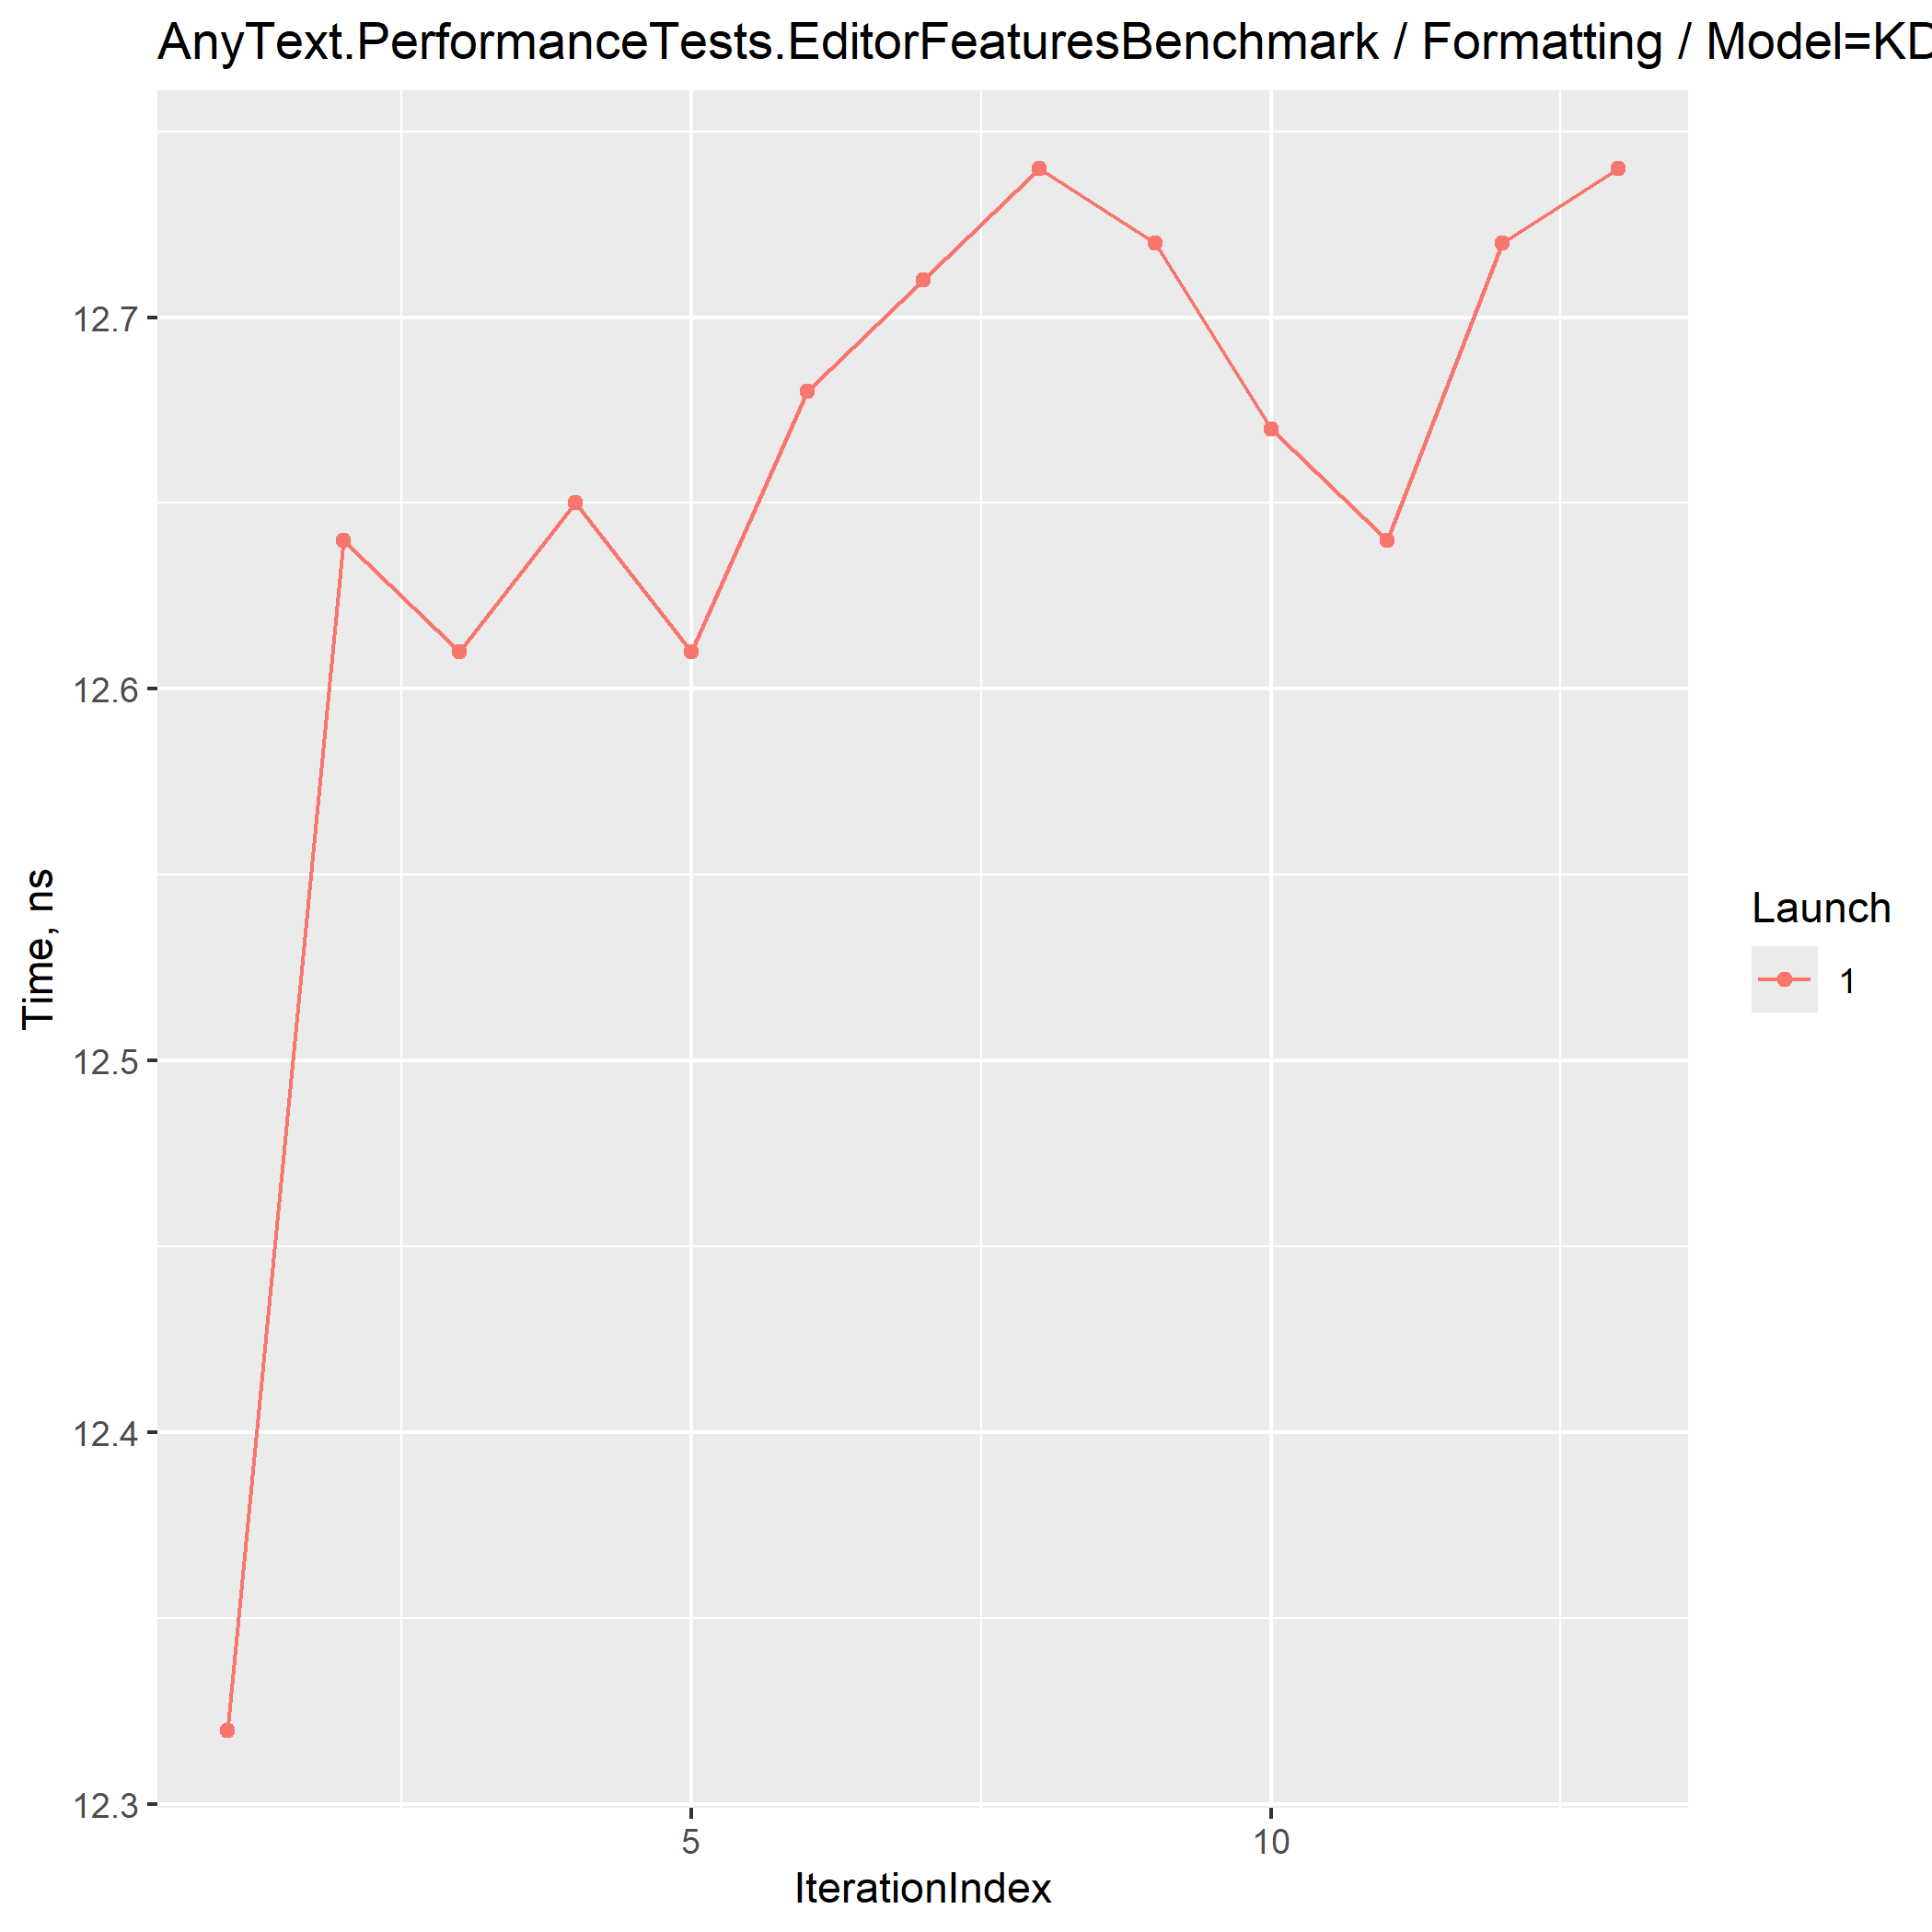 AnyText.PerformanceTests.EditorFeaturesBenchmark / Formatting / Model=KD
12.7
12.6
12.5
12.4
12.3
Time, ns
5
10
IterationIndex
Launch
1